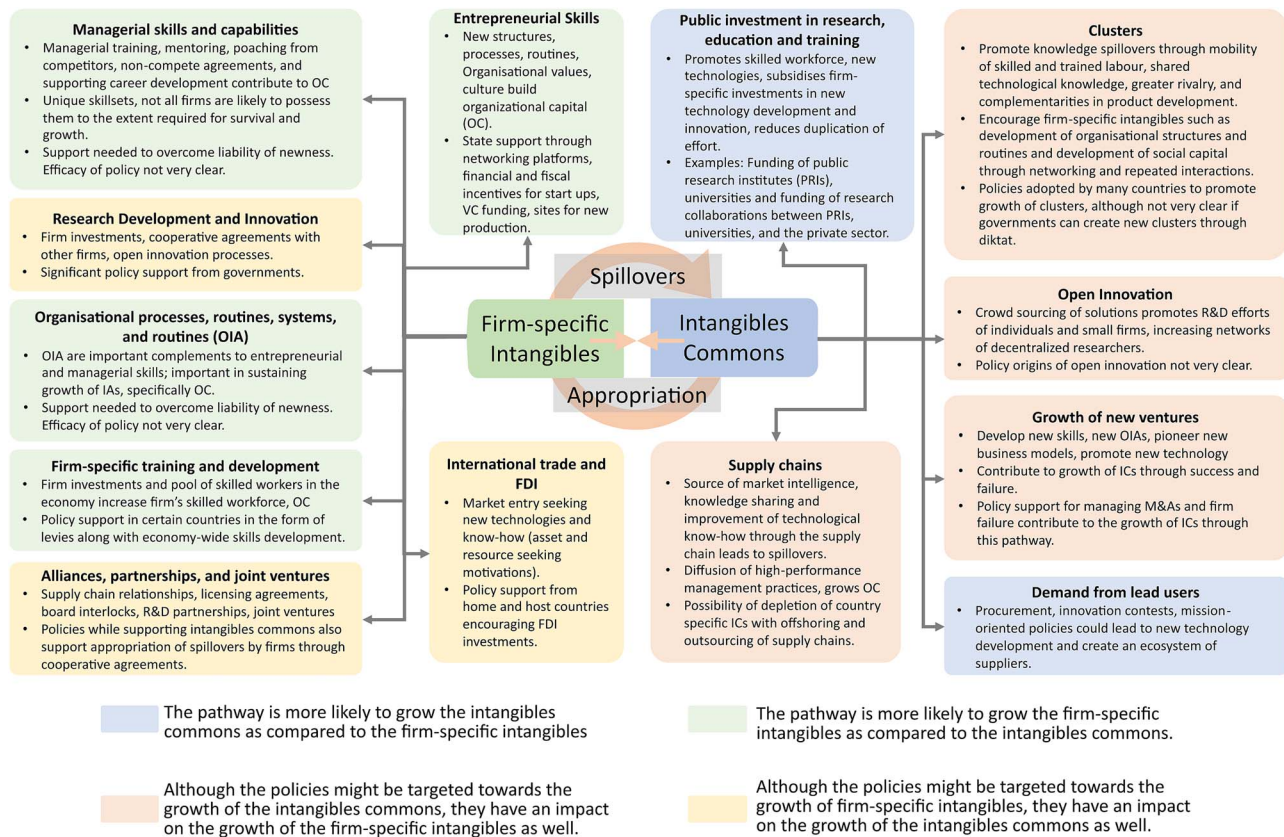 Managerial skills and capabilities
• Managerial training, mentoring, poaching from
competitors, non-compete agreements, and
supporting career development contribute to OC
• Unique skillsets, not all firms are likely to possess
them to the extent required for survival and
growth.
• Support needed to overcome liability of newness.
Efficacy of policy not very clear.
Research Development and Innovation
• Firm investments, cooperative agreements with
other firms, open innovation processes.
• Significant policy support from governments.
Organisational processes, routines, systems,
and routines (OIA)
• OIA are important complements to entrepreneurial
and managerial skills; important in sustaining
growth of IAs, specifically OC.
• Support needed to overcome liability of newness.
Efficacy of policy not very clear.
Firm-specific training and development
• Firm investments and pool of skilled workers in the
economy increase firm's skilled workforce, OC
• Policy support in certain countries in the form of
levies along with economy-wide skills development.
Alliances, partnerships, and joint ventures
• Supply chain relationships, licensing agreements,
board interlocks, R&D partnerships, joint ventures
• Policies while supporting intangibles commons also
support appropriation of spillovers by firms through
cooperative agreements.
Entrepreneurial Skills
• New structures,
processes, routines,
Organisational values,
culture build
organizational capital
(OC).
• State support through
networking platforms,
financial and fiscal
incentives for start ups,
VC funding, sites for new
production.
Public investment in research,
education and training
• Promotes skilled workforce, new
technologies, subsidises firm-
specific investments in new
technology development and
innovation, reduces duplication of
effort.
• Examples: Funding of public
research institutes (PRIs),
universities and funding of research
collaborations between PRIs,
universities, and the private sector.
Spillovers
Firm-specific
Intangibles
Intangibles
Commons
Appropriation
International trade and
FDI
• Market entry seeking
new technologies and
know-how (asset and
resource seeking
motivations).
• Policy support from
home and host countries
encouraging FDI
investments.
Supply chains
• Source of market intelligence,
knowledge sharing and
improvement of technological
know-how through the supply
chain leads to spillovers.
• Diffusion of high-performance
management practices, grows OC
• Possibility of depletion of country
specific ICs with offshoring and
outsourcing of supply chains.
Clusters
• Promote knowledge spillovers through mobility
of skilled and trained labour, shared
technological knowledge, greater rivalry, and
complementarities in product development.
• Encourage firm-specific intangibles such as
development of organisational structures and
routines and development of social capital
through networking and repeated interactions.
• Policies adopted by many countries to promote
growth of clusters, although not very clear if
governments can create new clusters through
diktat.
Open Innovation
• Crowd sourcing of solutions promotes R&D efforts
of individuals and small firms, increasing networks
of decentralized researchers.
• Policy origins of open innovation not very clear.
Growth of new ventures
• Develop new skills, new OIAs, pioneer new
business models, promote new technology
• Contribute to growth of ICs through success and
failure.
• Policy support for managing M&As and firm
failure contribute to the growth of ICs through
this pathway.
Demand from lead users
• Procurement, innovation contests, mission-
oriented policies could lead to new technology
development and create an ecosystem of
suppliers.
The pathway is more likely to grow the intangibles
commons as compared to the firm-specific intangibles
The pathway is more likely to grow the firm-specific
intangibles as compared to the intangibles commons.
Although the policies might be targeted towards the
growth of the intangibles commons, they have an impact
on the growth of the firm-specific intangibles as well.
Although the policies might be targeted towards the
growth of firm-specific intangibles, they have an impact
on the growth of the intangibles commons as well.